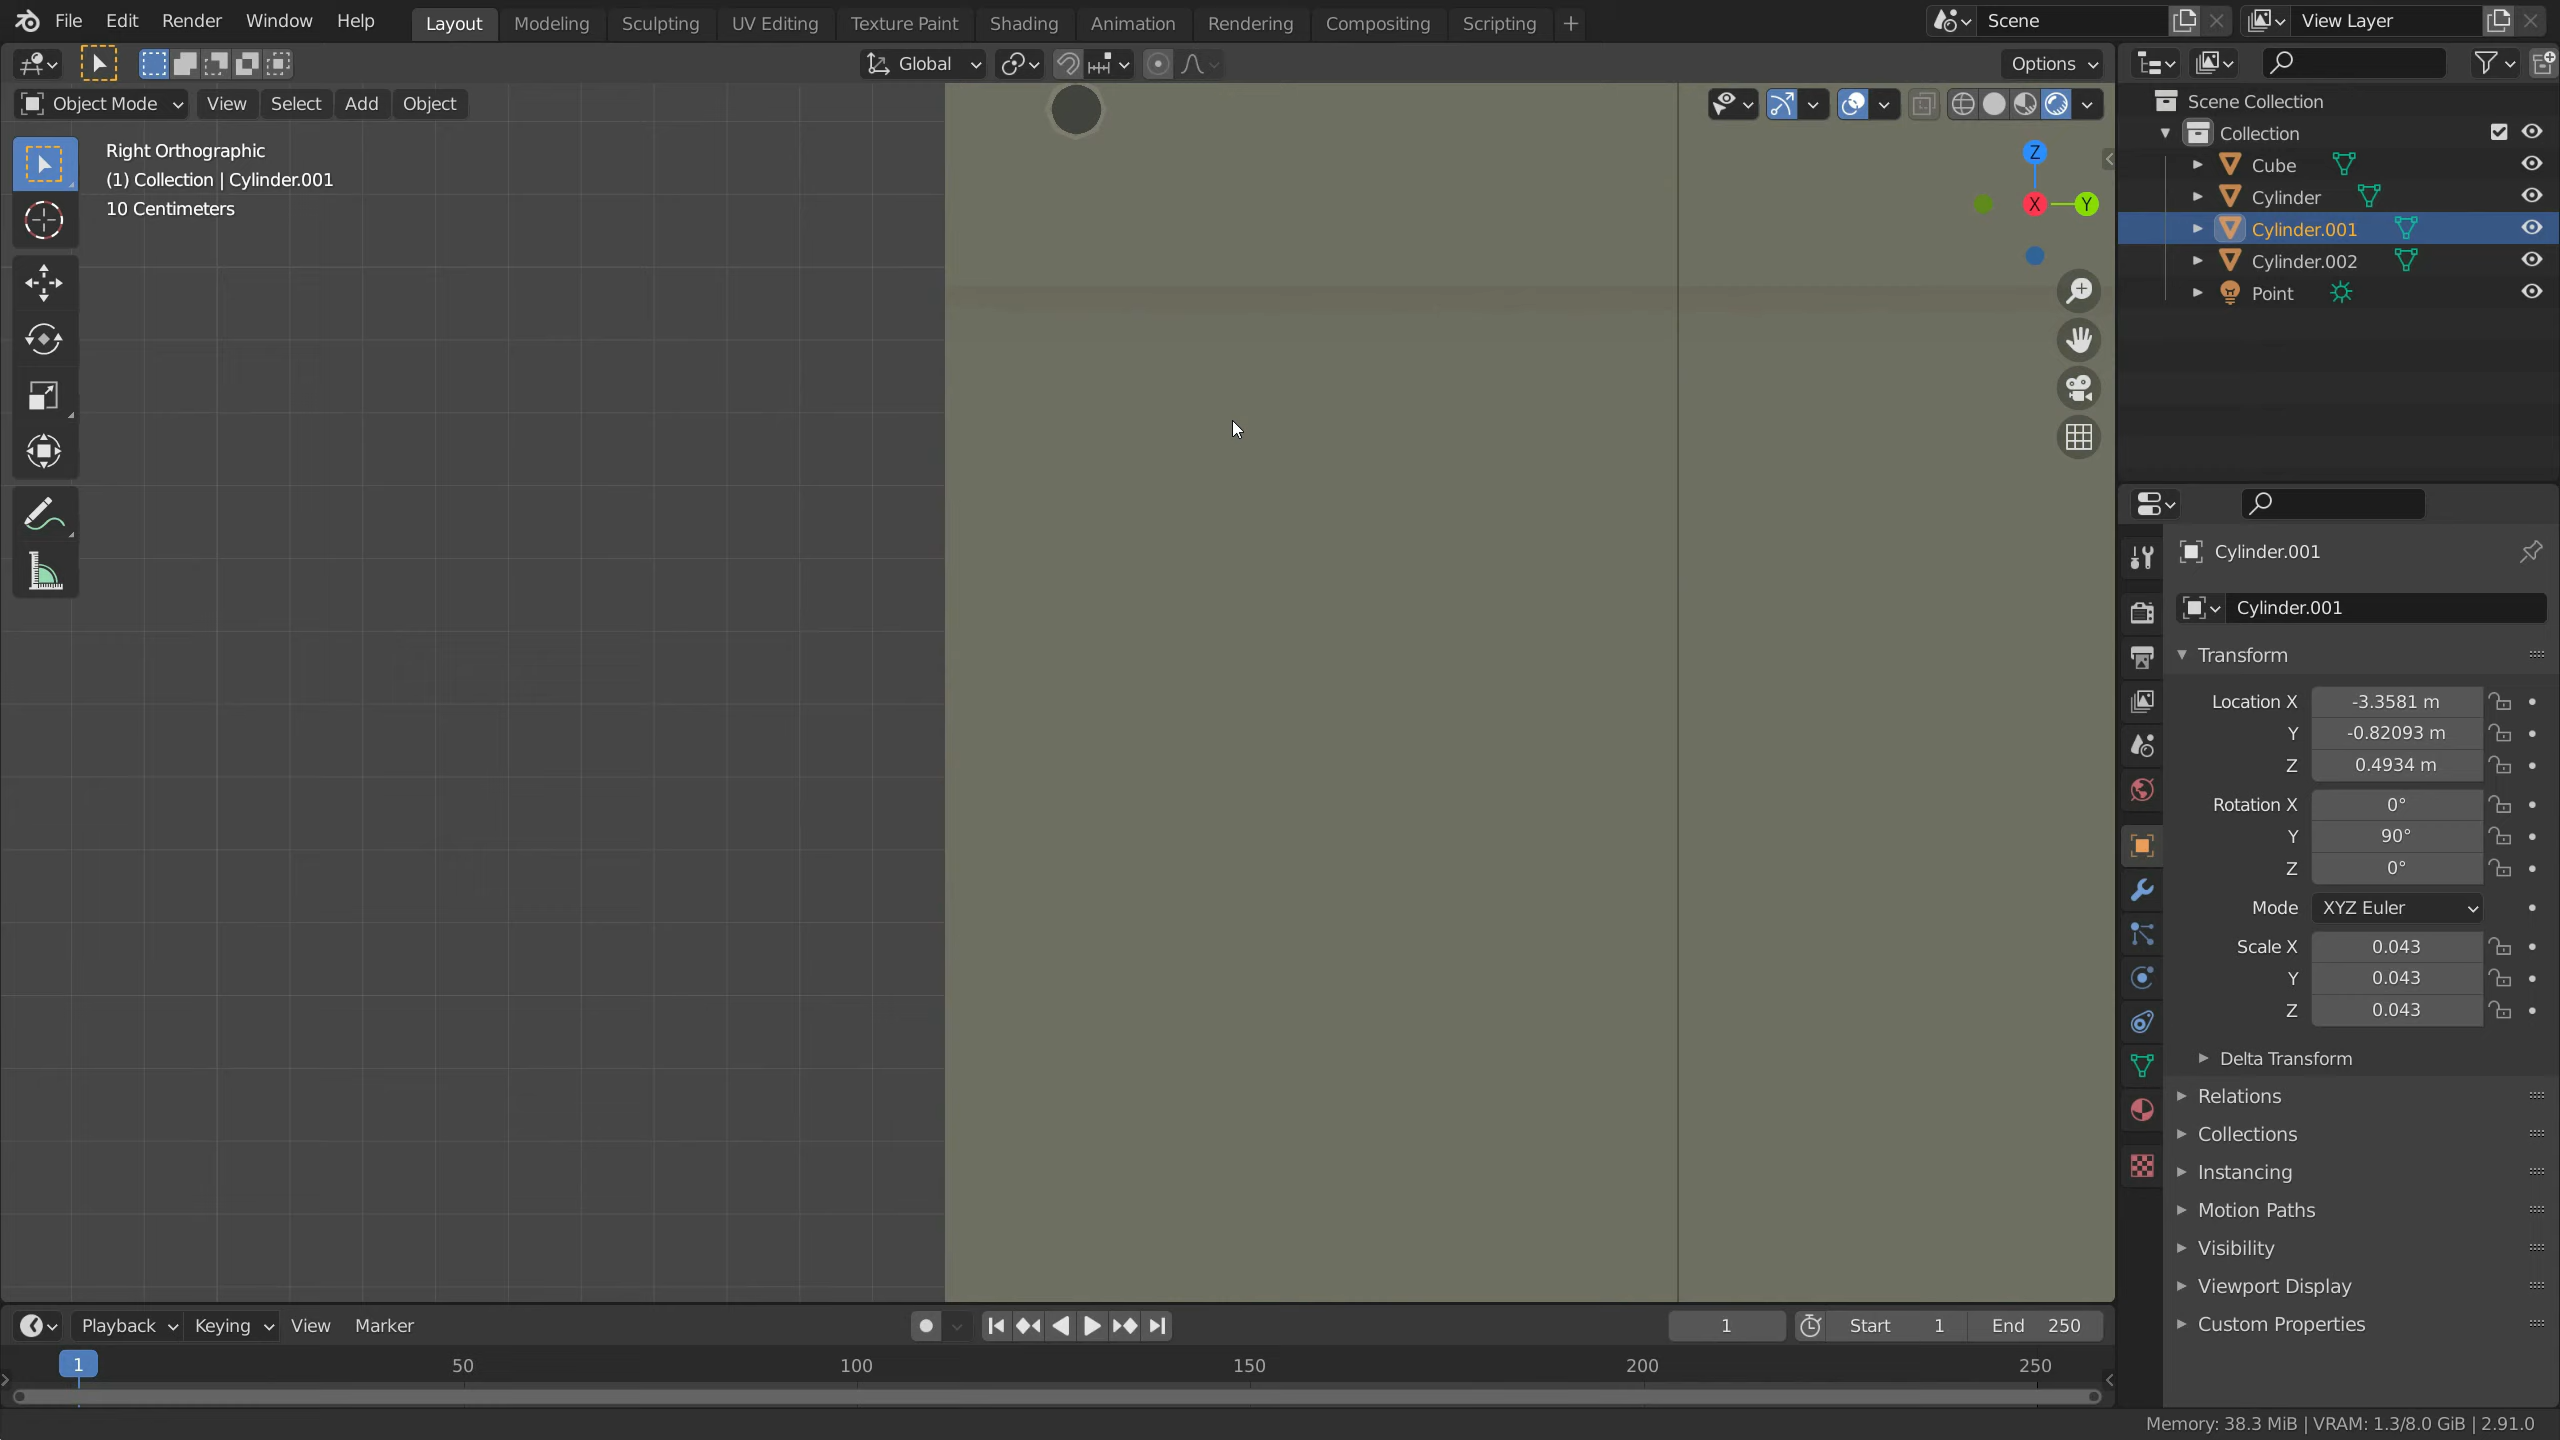 File Edit Render Window Help Layout Modeling Sculpting UV Editing Texture Paint Shading Animation Rendering Compositing Scripting + Scene View Layer
Global Options
Object Mode View Select Add Object
Right Orthographic
(1) Collection | Cylinder.001
10 Centimeters
Z
X
Y
Scene Collection
Collection
Cube
Cylinder
Cylinder.001
Cylinder.002
Point
Cylinder.001
Cylinder.001
Transform
Location X -3.3581 m
Y -0.82093 m
Z 0.4934 m
Rotation X 0°
Y 90°
Z 0°
Mode XYZ Euler
Scale X 0.043
Y 0.043
Z 0.043
Delta Transform
Relations
Collections
Instancing
Motion Paths
Visibility
Viewport Display
Custom Properties
Playback Keying View Marker 1 Start 1 End 250
1 50 100 150 200 250
Memory: 38.3 MiB | VRAM: 1.3/8.0 GiB | 2.91.0